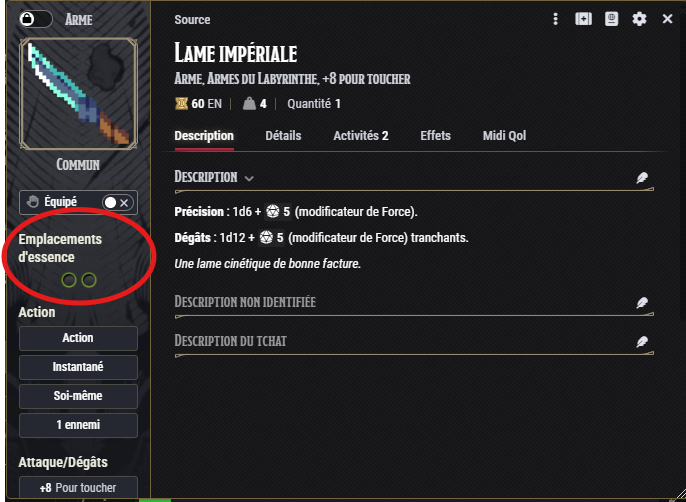 Arme
Source
Lame impériale
Arme, Armes du Labyrinthe, +8 pour toucher
60 EN | 4 | Quantité 1
Description Détails Activités 2 Effets Midi Qol
Commun
Équipé
Emplacements
d'essence
Action
Action
Instantané
Soi-même
1 ennemi
Attaque/Dégâts
+8 Pour toucher
Description
Précision : 1d6 + 5 (modificateur de Force).
Dégâts : 1d12 + 5 (modificateur de Force) tranchants.
Une lame cinétique de bonne facture.
Description non identifiée
Description du tchat